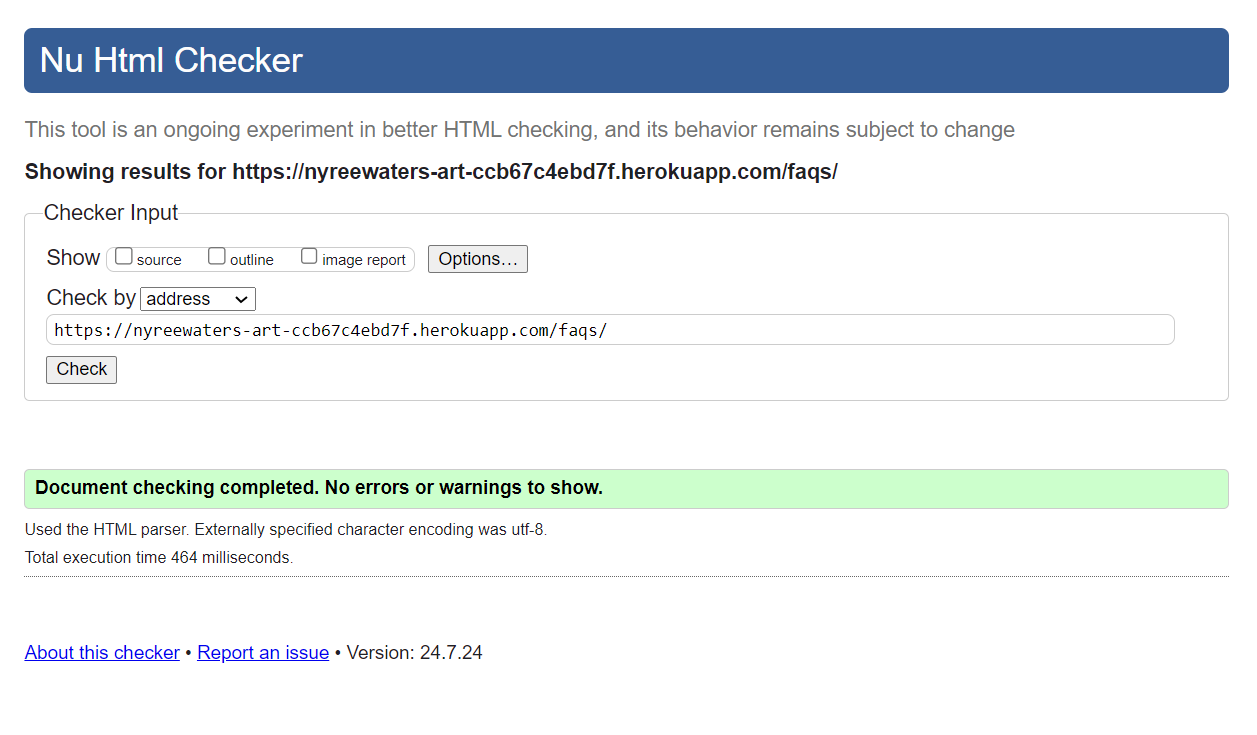 Nu Html Checker
This tool is an ongoing experiment in better HTML checking, and its behavior remains subject to change
Showing results for https://nyreewaters-art-ccb67c4ebd7f.herokuapp.com/faqs/
Checker Input
Show source outline image report Options…
Check by address
https://nyreewaters-art-ccb67c4ebd7f.herokuapp.com/faqs/
Check
Document checking completed. No errors or warnings to show.
Used the HTML parser. Externally specified character encoding was utf-8.
Total execution time 464 milliseconds.
About this checker • Report an issue • Version: 24.7.24